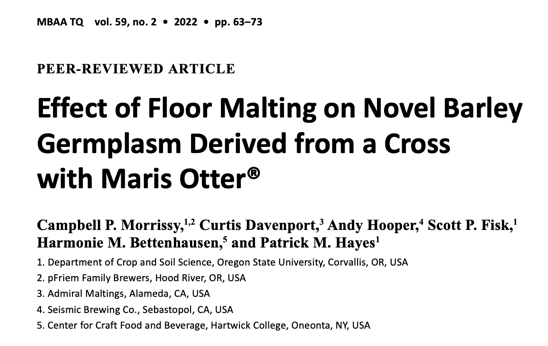 MBAA TQ vol. 59, no. 2 • 2022 • pp. 63–73
PEER-REVIEWED ARTICLE
Effect of Floor Malting on Novel Barley
Germplasm Derived from a Cross
with Maris Otter®
Campbell P. Morrissy,1,2 Curtis Davenport,3 Andy Hooper,4 Scott P. Fisk,1
Harmonie M. Bettenhausen,5 and Patrick M. Hayes1
1. Department of Crop and Soil Science, Oregon State University, Corvallis, OR, USA
2. pFriem Family Brewers, Hood River, OR, USA
3. Admiral Maltings, Alameda, CA, USA
4. Seismic Brewing Co., Sebastopol, CA, USA
5. Center for Craft Food and Beverage, Hartwick College, Oneonta, NY, USA